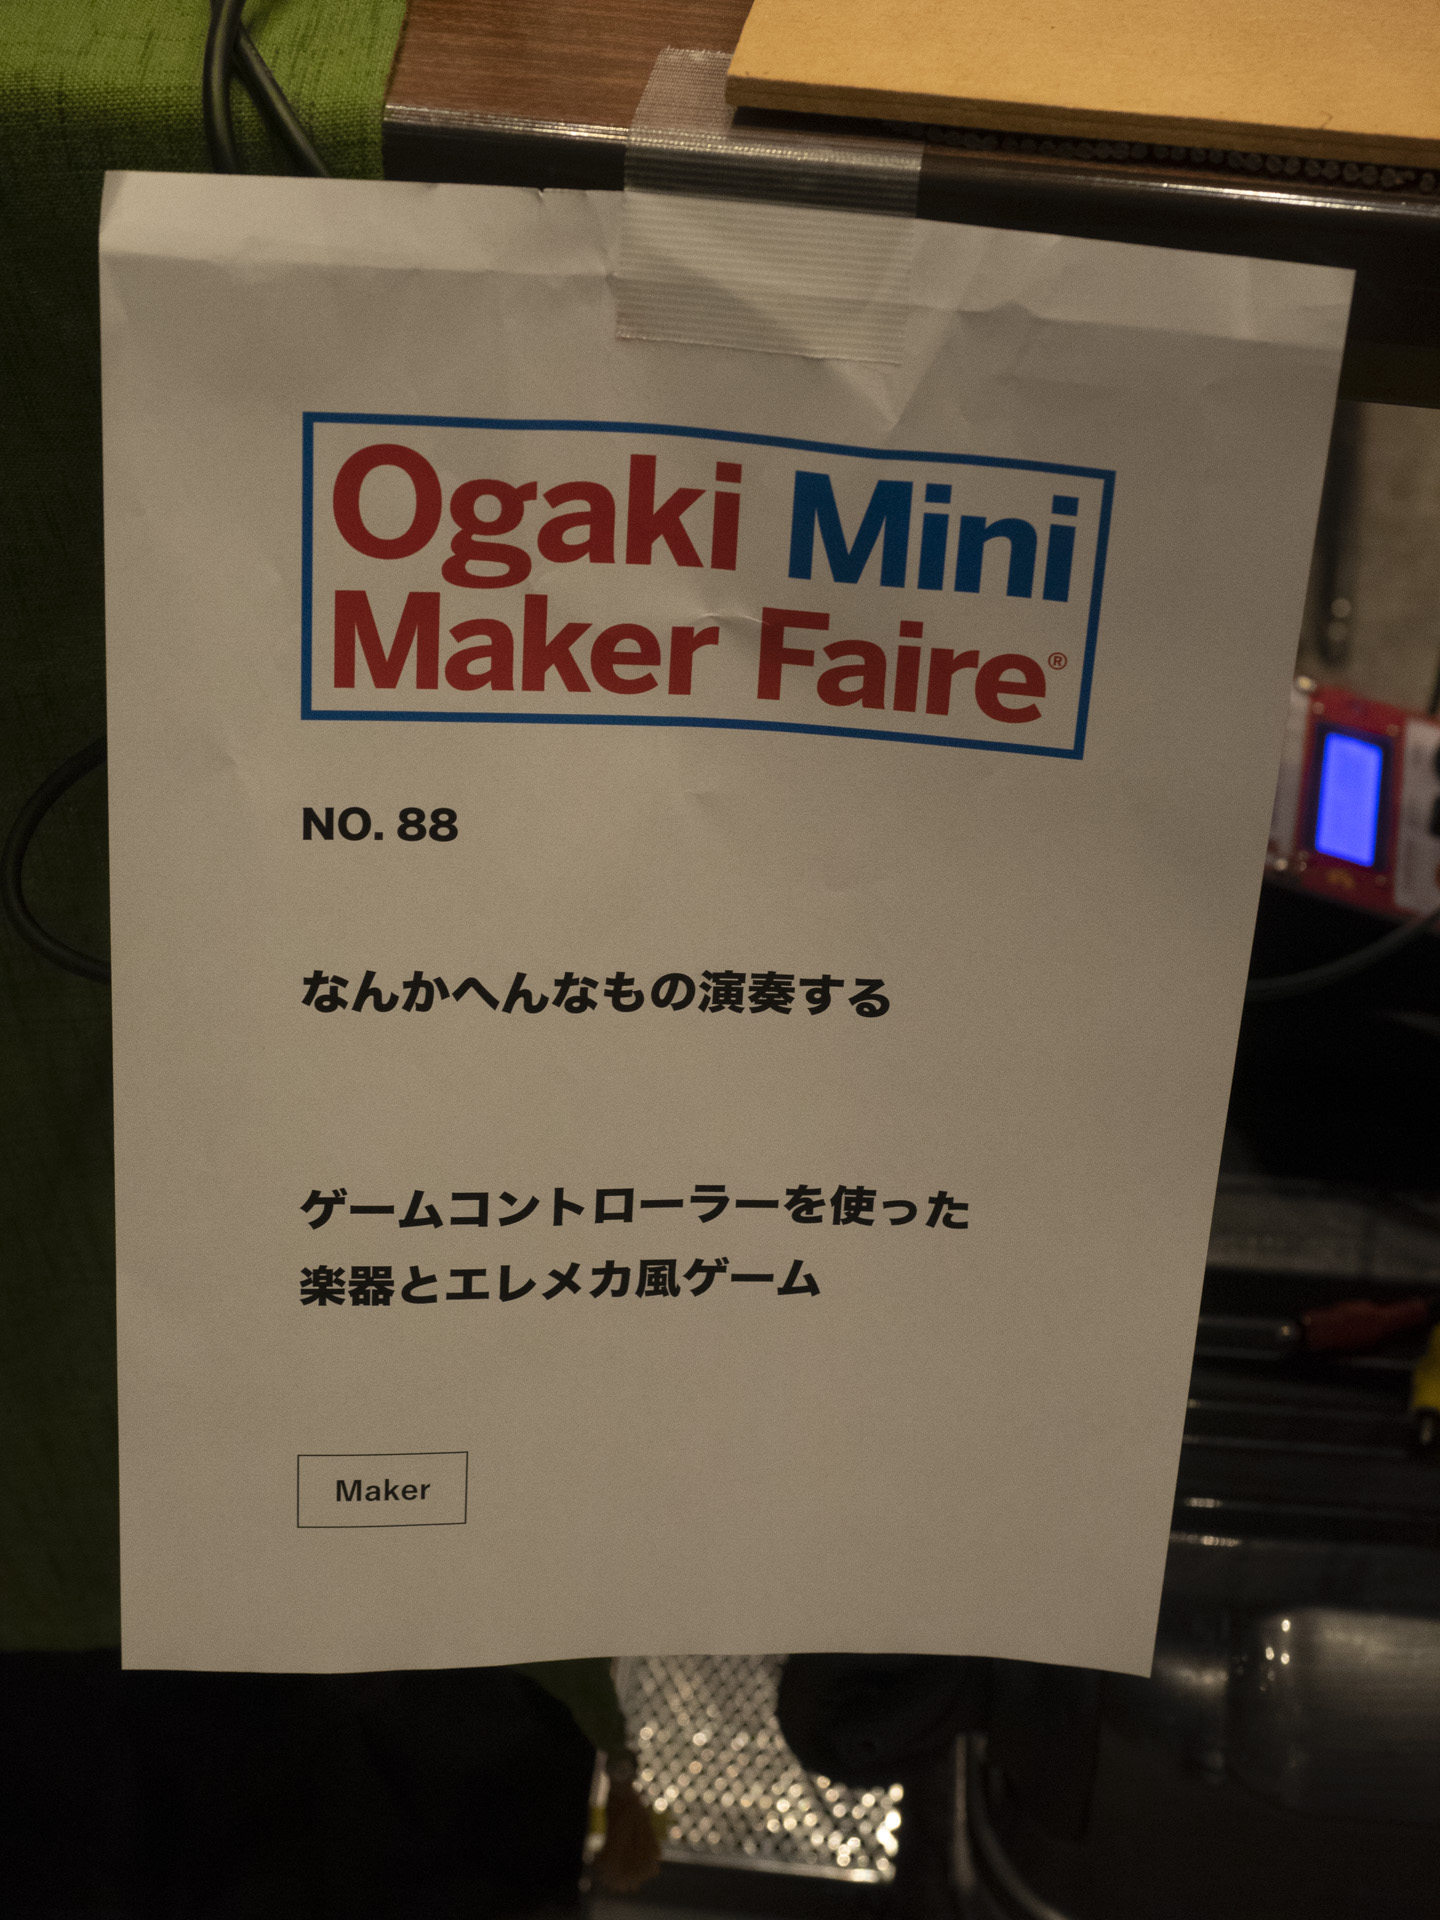 Ogaki Mini
Maker Faire®
NO. 88
なんかへんなもの演奏する
ゲームコントローラーを使った
楽器とエレメカ風ゲーム
Maker